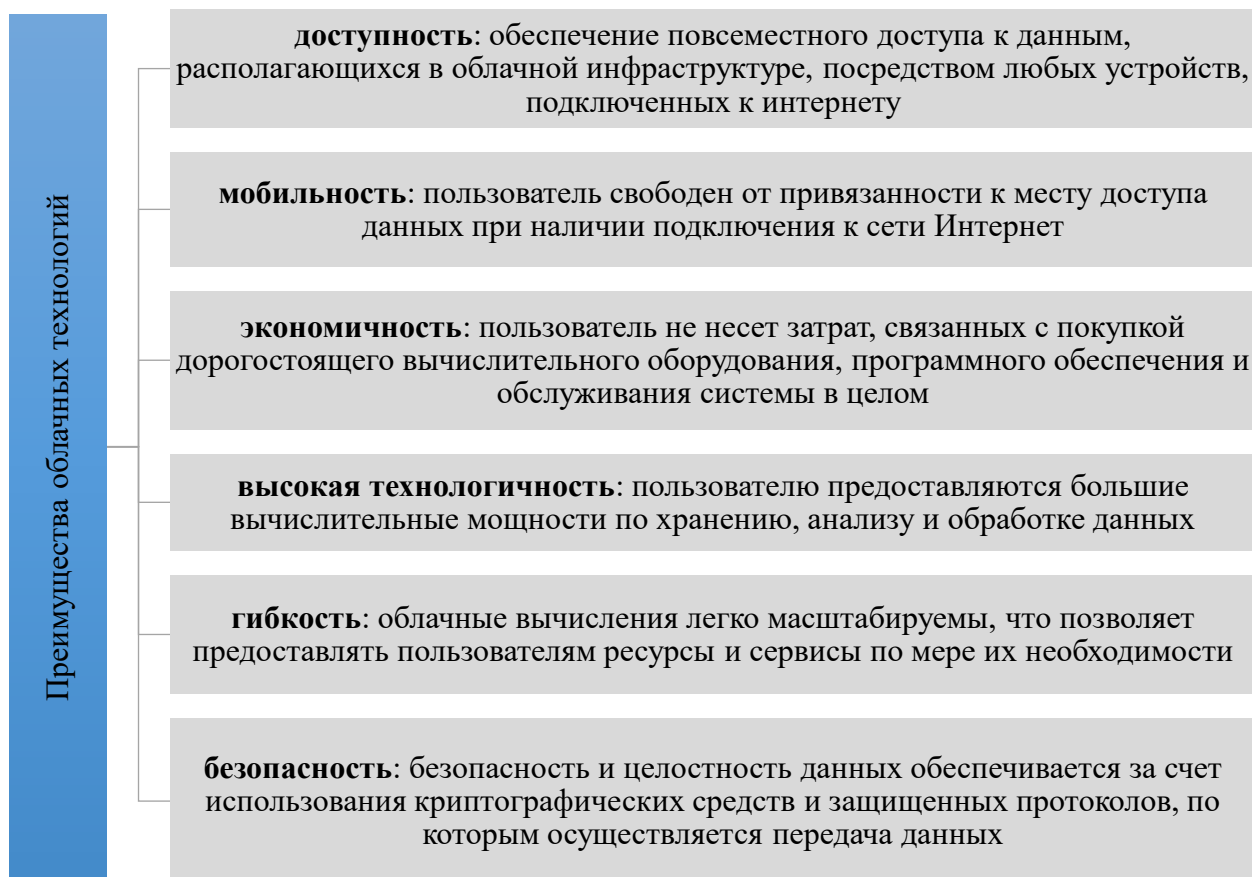 Преимущества облачных технологий
доступность: обеспечение повсеместного доступа к данным,
располагающихся в облачной инфраструктуре, посредством любых устройств,
подключенных к интернету
мобильность: пользователь свободен от привязанности к месту доступа
данных при наличии подключения к сети Интернет
экономичность: пользователь не несет затрат, связанных с покупкой
дорогостоящего вычислительного оборудования, программного обеспечения и
обслуживания системы в целом
высокая технологичность: пользователю предоставляются большие
вычислительные мощности по хранению, анализу и обработке данных
гибкость: облачные вычисления легко масштабируемы, что позволяет
предоставлять пользователям ресурсы и сервисы по мере их необходимости
безопасность: безопасность и целостность данных обеспечивается за счет
использования криптографических средств и защищенных протоколов, по
которым осуществляется передача данных